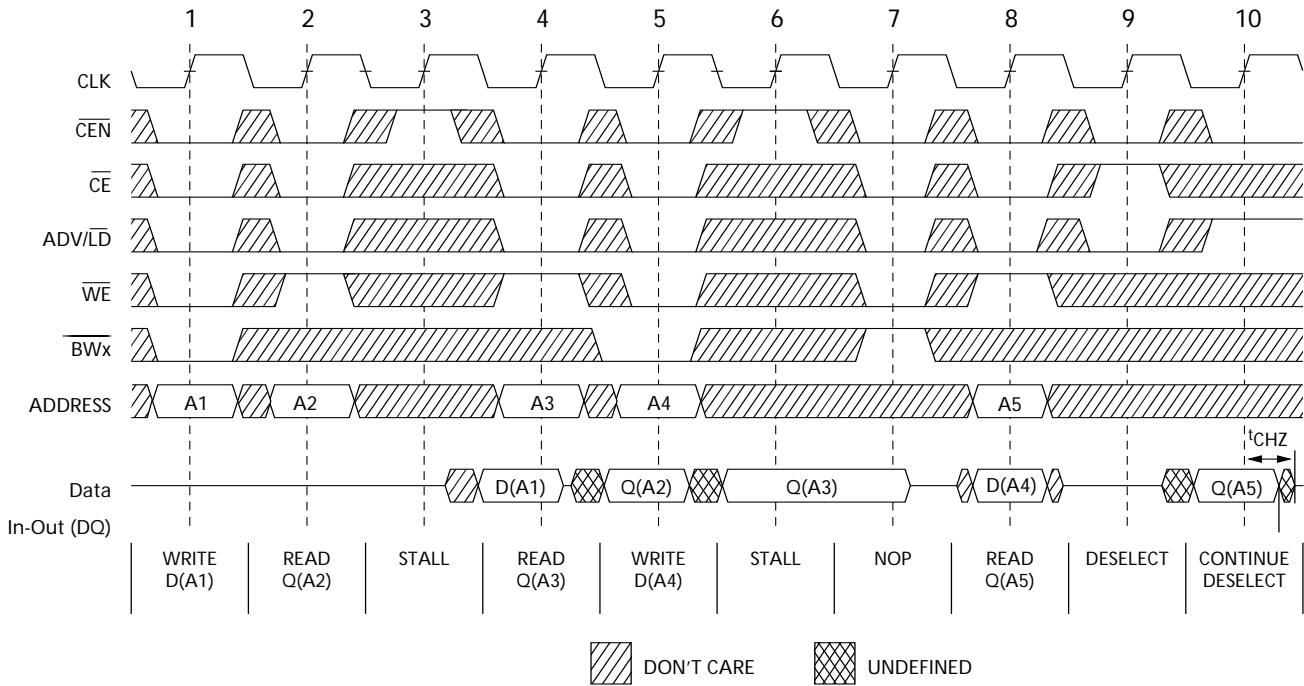 1 2 3 4 5 6 7 8 9 10
CLK
CEN
CE
ADV/LD
WE
BWx
ADDRESS A1 A2 A3 A4 A5
tCHZ
Data D(A1) Q(A2) Q(A3) D(A4) Q(A5)
In-Out (DQ)
WRITE READ STALL READ WRITE STALL NOP READ DESELECT CONTINUE
D(A1) Q(A2) Q(A3) D(A4) Q(A5) DESELECT
DON'T CARE UNDEFINED